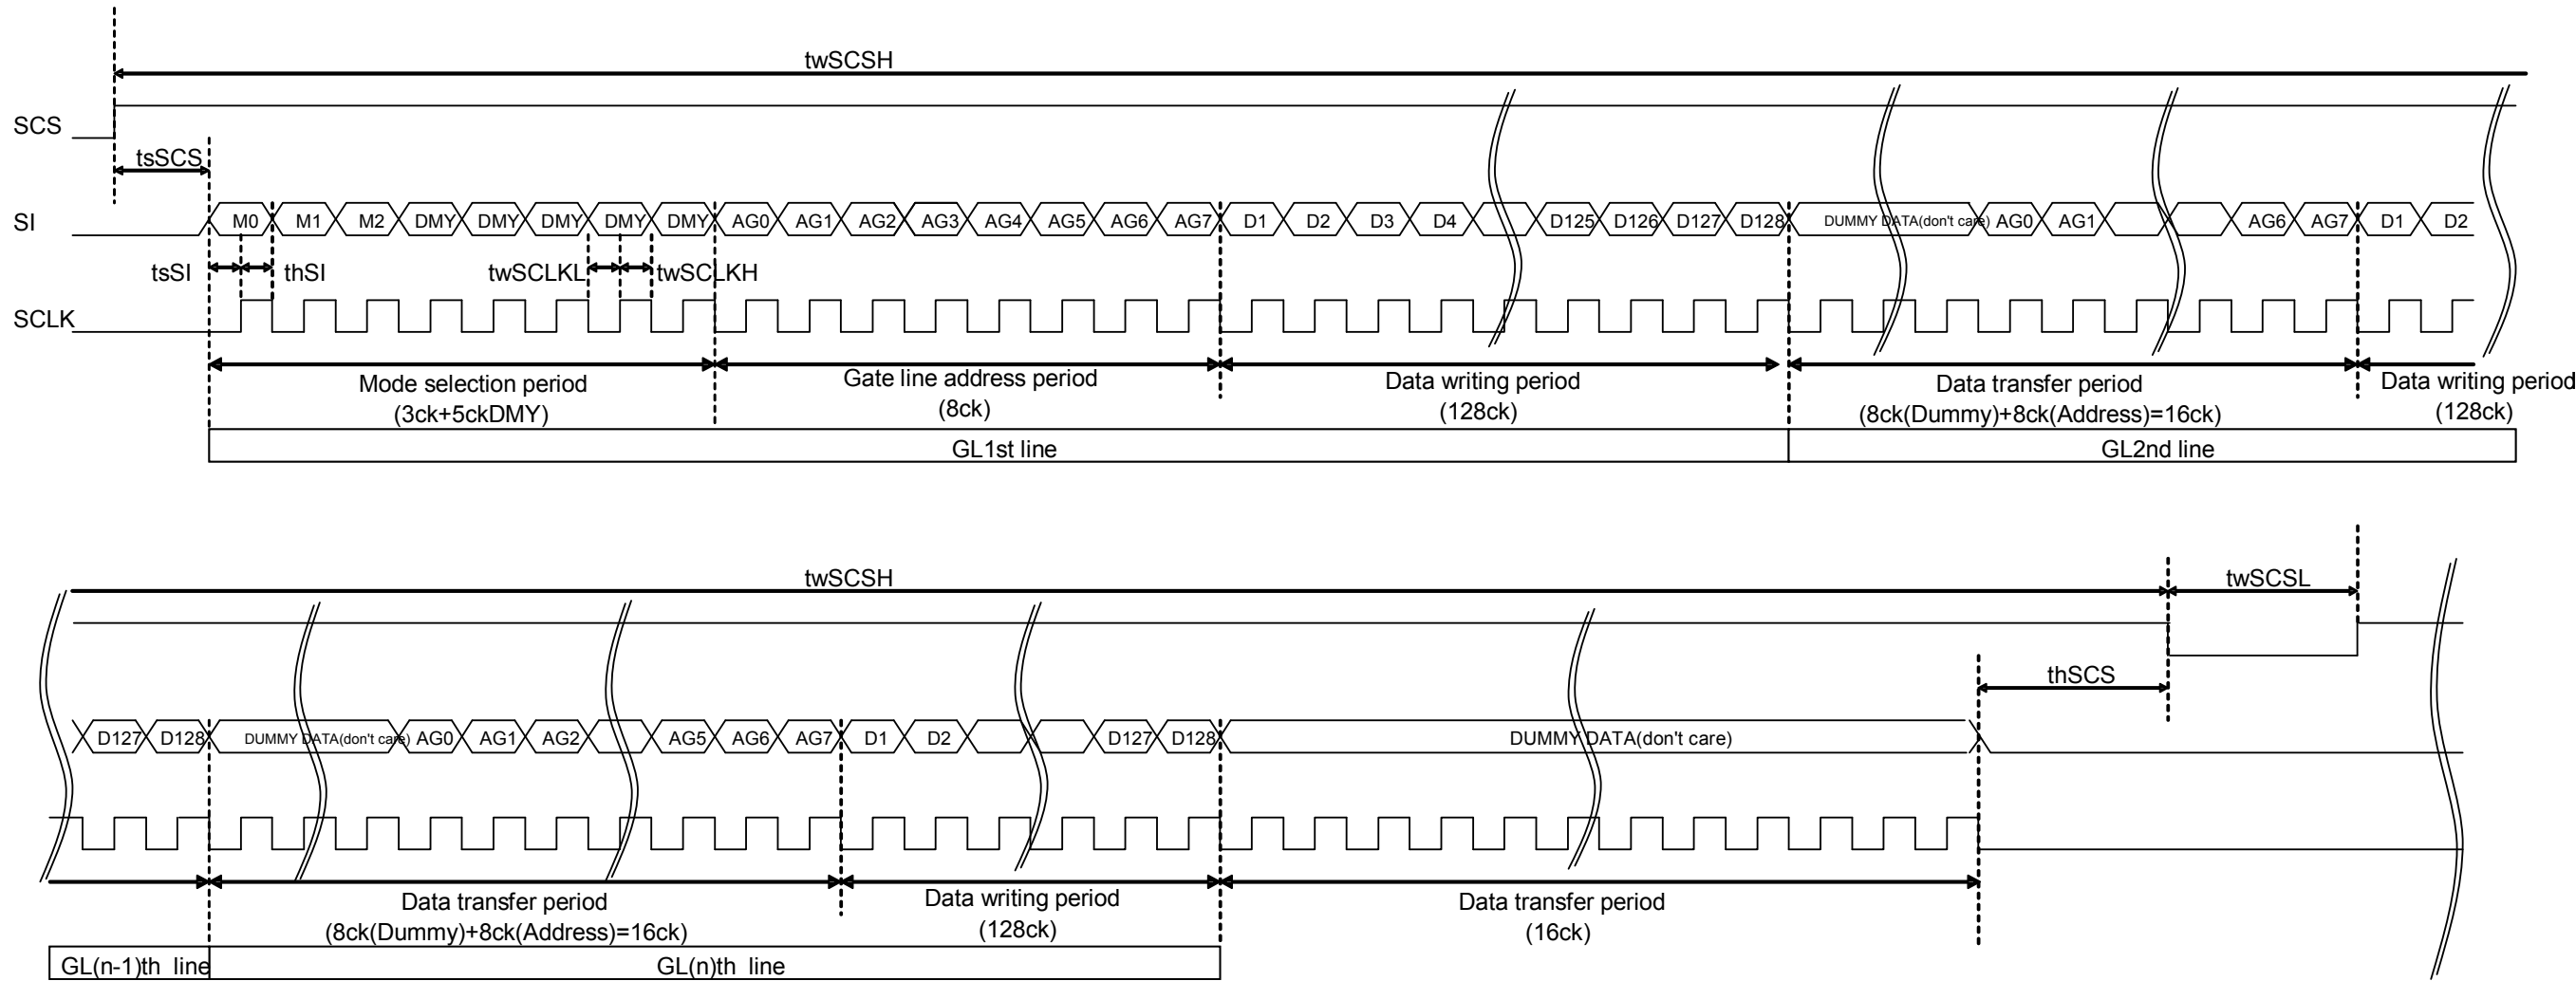 twSCSH
SCS
tsSCS
SI M0 M1 M2 DMY DMY DMY DMY DMY AG0 AG1 AG2 AG3 AG4 AG5 AG6 AG7 D1 D2 D3 D4 D125 D126 D127 D128 DUMMY DATA(don't care) AG0 AG1 AG6 AG7 D1 D2
tsSI thSI twSCLKL twSCLKH
SCLK
Mode selection period
(3ck+5ckDMY)
Gate line address period
(8ck)
Data writing period
(128ck)
Data transfer period
(8ck(Dummy)+8ck(Address)=16ck)
Data writing period
(128ck)
GL1st line GL2nd line
twSCSH twSCSL
thSCS
D127 D128 DUMMY DATA(don't care) AG0 AG1 AG2 AG5 AG6 AG7 D1 D2 D127 D128 DUMMY DATA(don't care)
Data transfer period
(8ck(Dummy)+8ck(Address)=16ck)
Data writing period
(128ck)
Data transfer period
(16ck)
GL(n-1)th line GL(n)th line